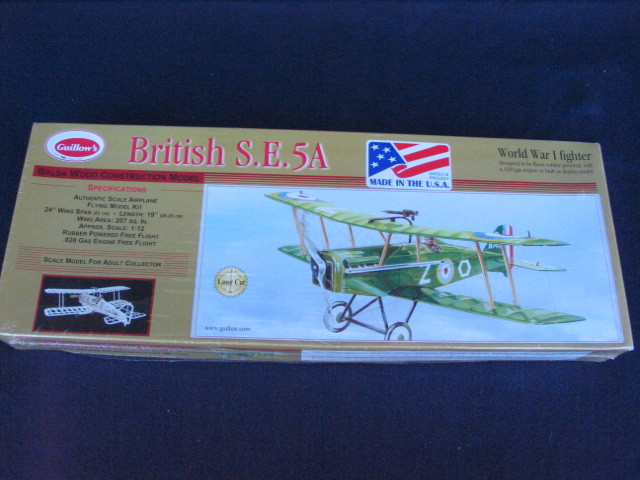 Guillow's
British S.E.5A
MADE IN THE U.S.A.
World War I fighter
BALSA WOOD CONSTRUCTION MODEL
SPECIFICATIONS
AUTHENTIC SCALE AIRPLANE
FLYING MODEL KIT
24" WING SPAN LENGTH: 19"
WING AREA: 207 SQ. IN.
APPROX. SCALE: 1:12
RUBBER POWERED FREE FLIGHT
.020 GAS ENGINE FREE FLIGHT
SCALE MODEL FOR ADULT COLLECTOR
Laser Cut
Z O
www.guillow.com